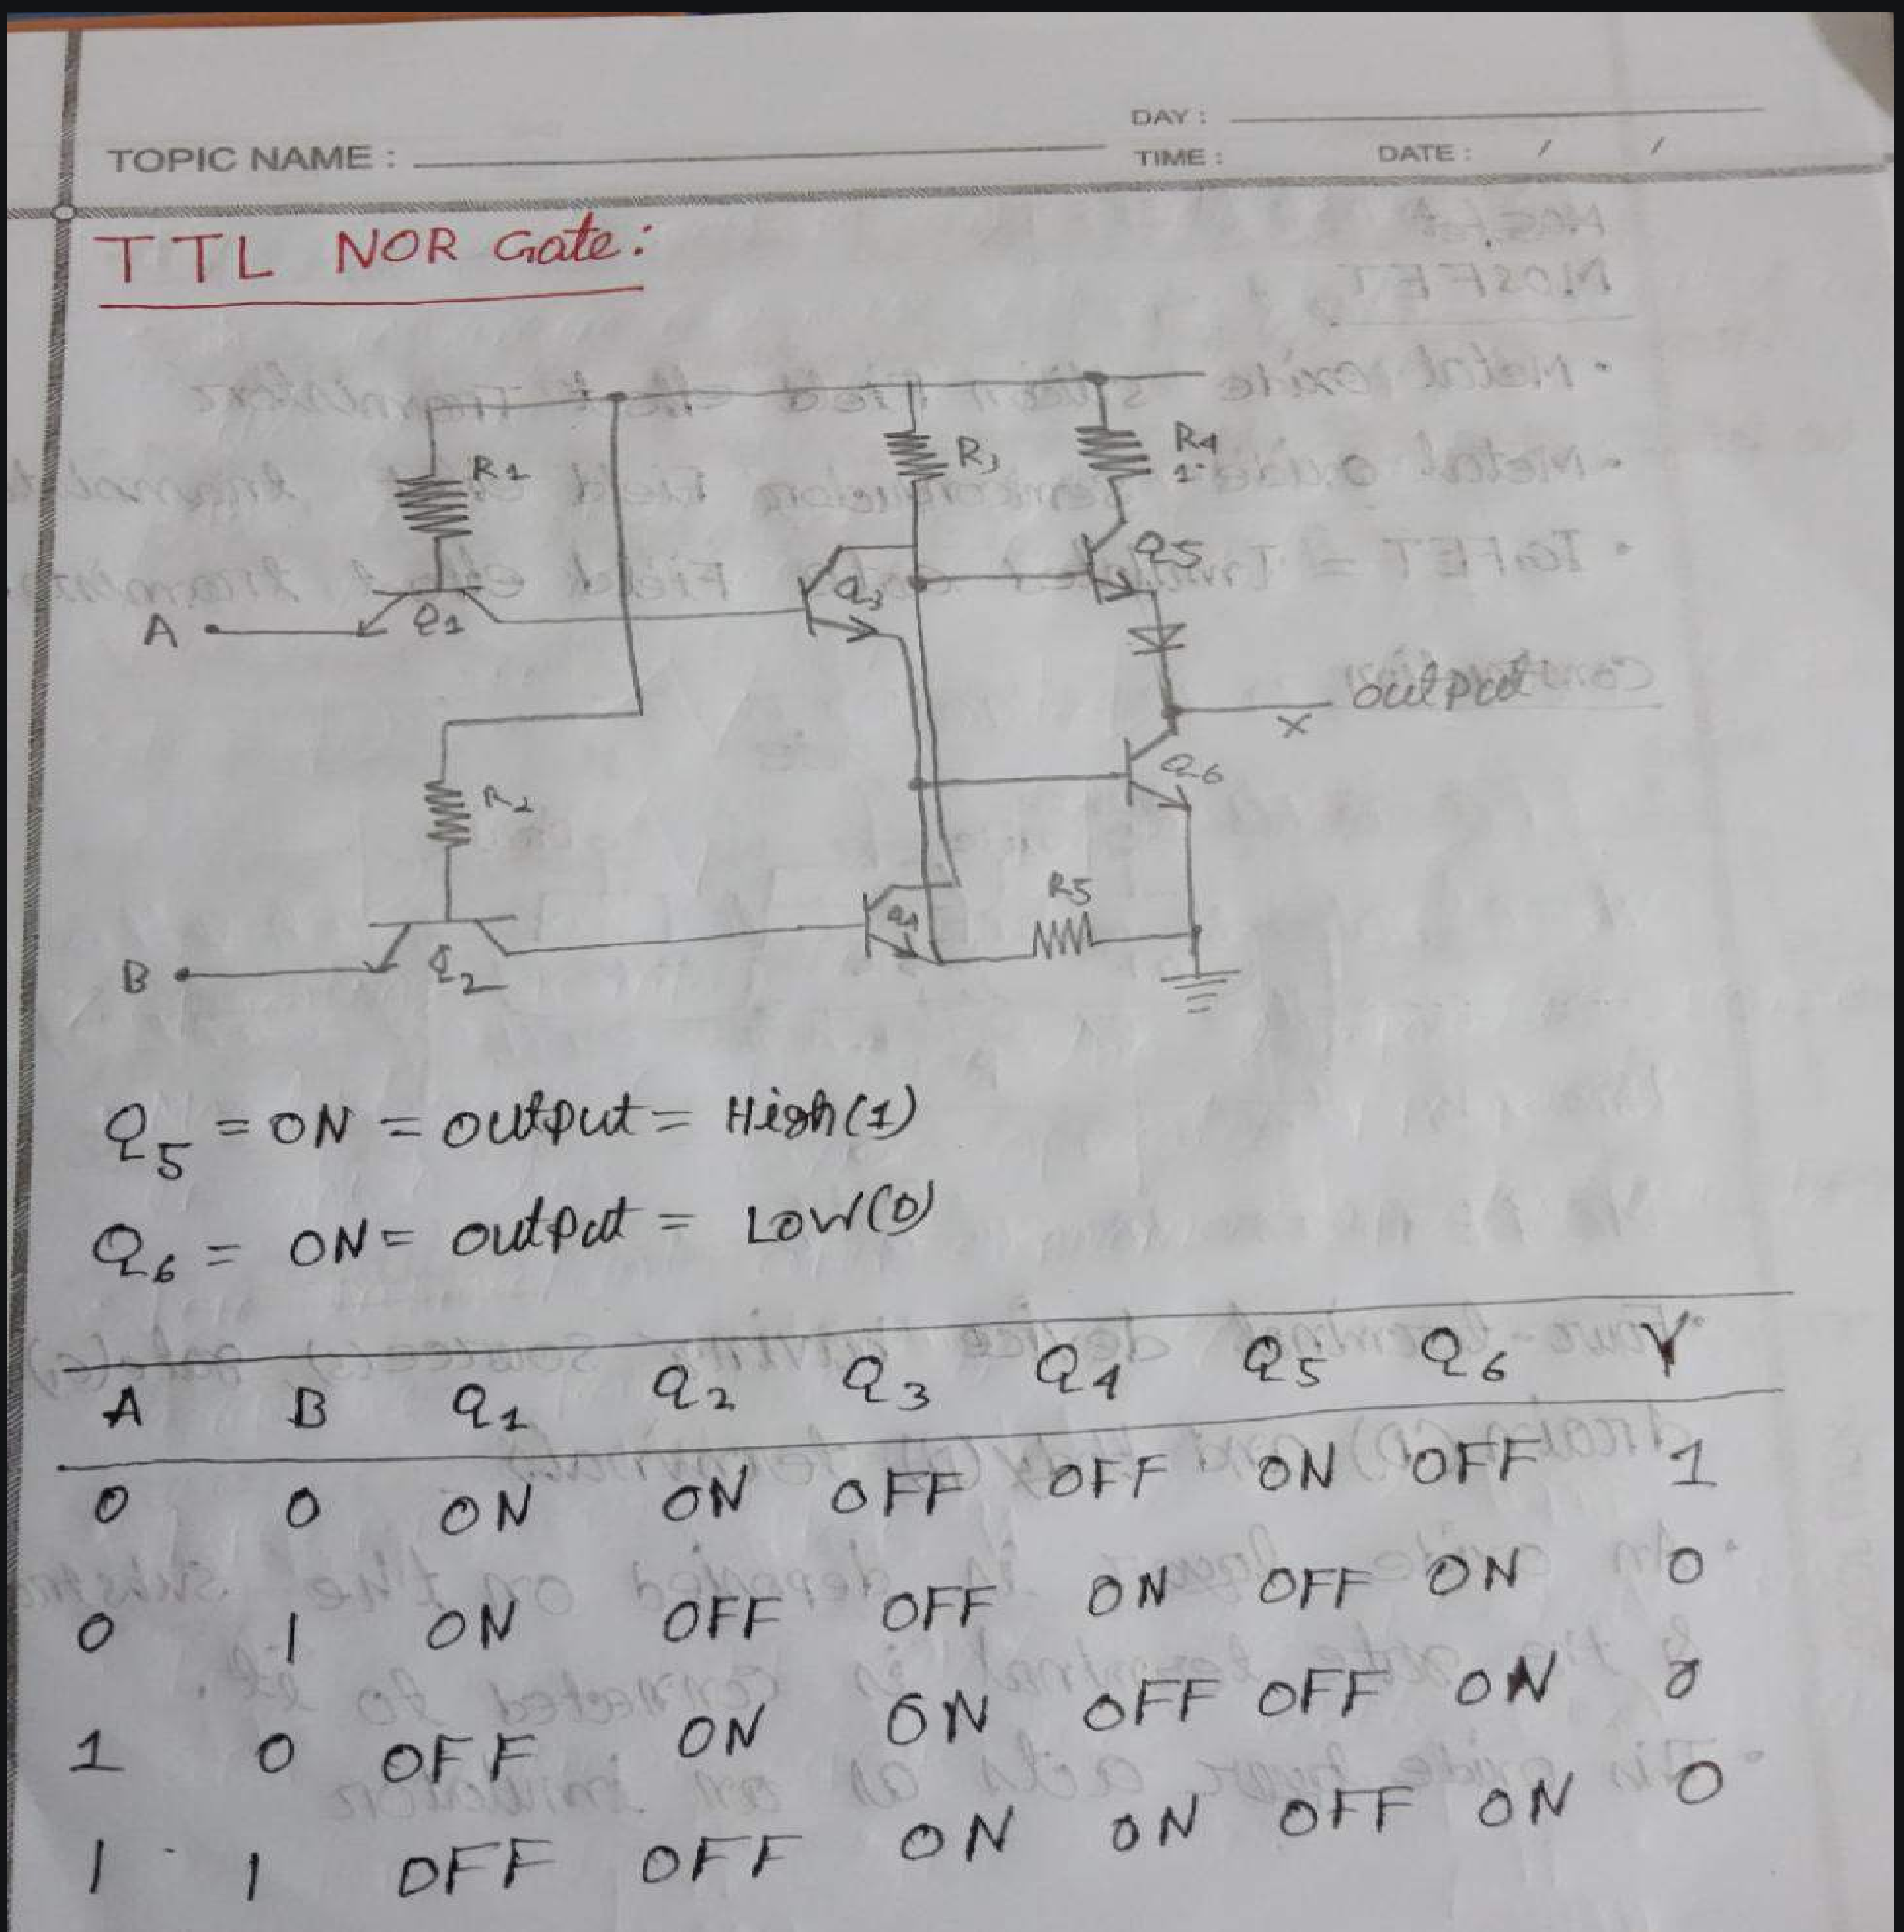 DAY :
TOPIC NAME :
TIME : DATE : / /
TTL NOR Gate:
R1
R3
R4
Q5
A
Q1
Q3
output
X
Q6
R2
R5
Q4
B
Q2
Q5 = ON = output = High(1)
Q6 = ON = output = LOW(0)
A B Q1 Q2 Q3 Q4 Q5 Q6 Y
0 0 ON ON OFF OFF ON OFF 1
0 1 ON OFF OFF ON OFF ON 0
1 0 OFF ON ON OFF OFF ON 0
1 1 OFF OFF ON ON OFF ON 0